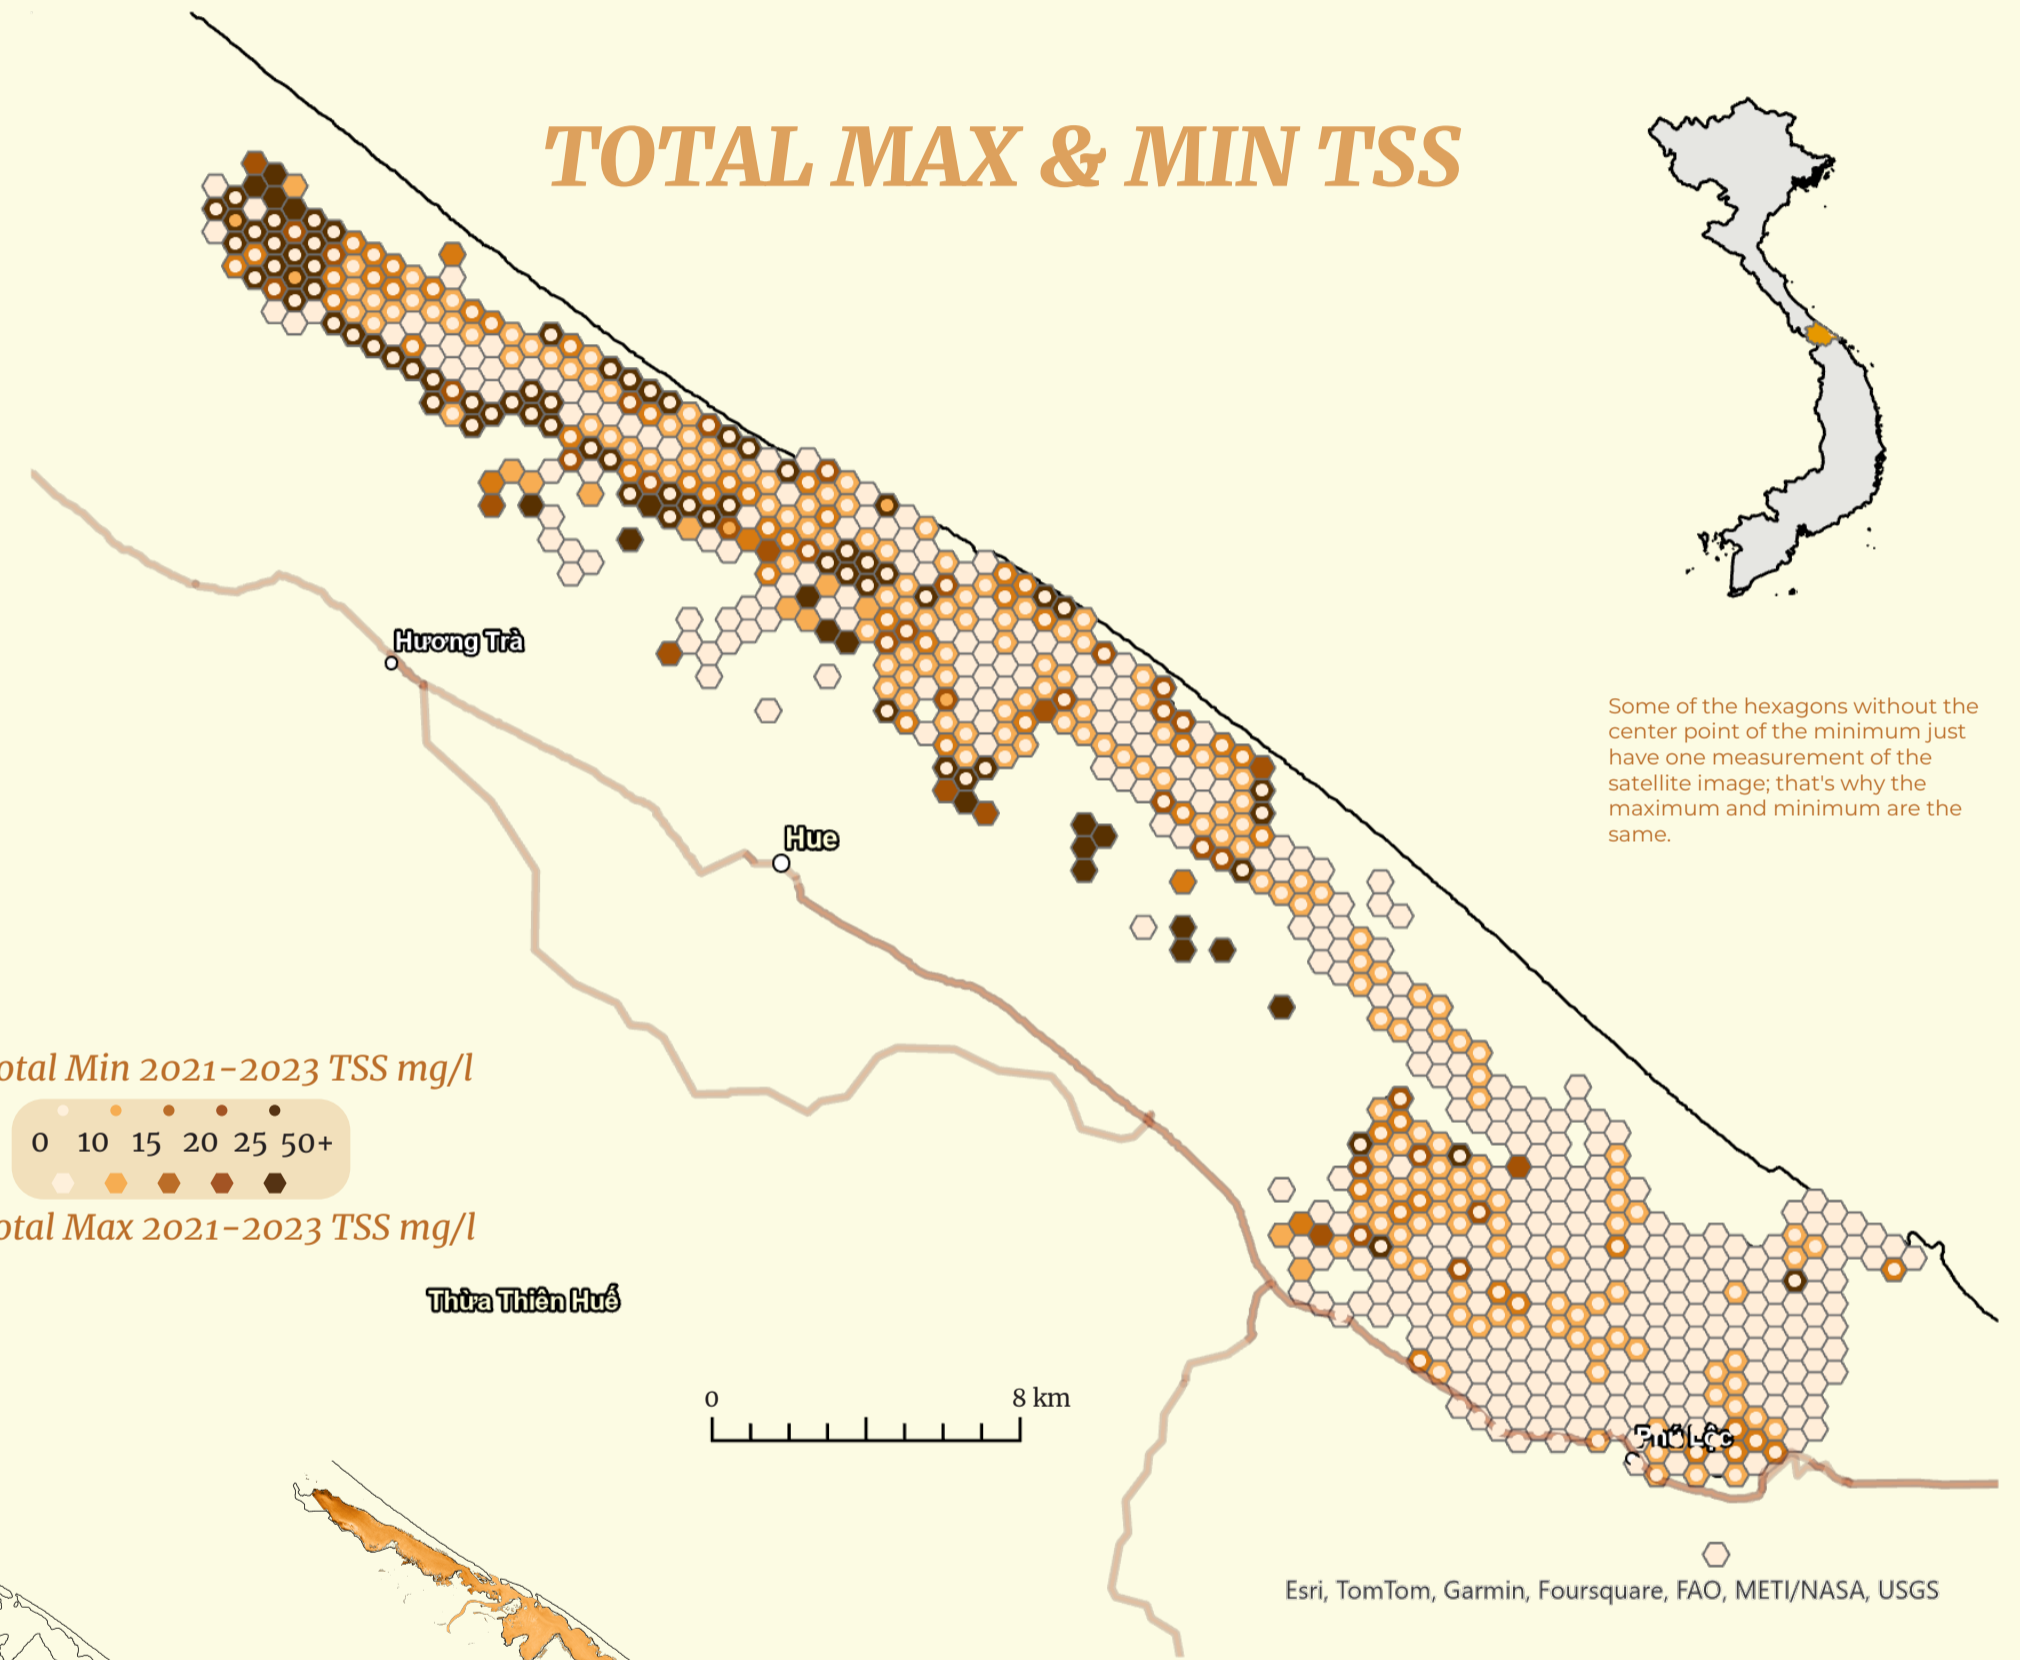 TOTAL MAX & MIN TSS
Hương Trà
Some of the hexagons without the
center point of the minimum just
have one measurement of the
satellite image; that's why the
maximum and minimum are the
same.
Hue
otal Min 2021-2023 TSS mg/l
0 10 15 20 25 50+
otal Max 2021-2023 TSS mg/l
Thừa Thiên Huế
0 8 km
Phú Lộc
Esri, TomTom, Garmin, Foursquare, FAO, METI/NASA, USGS